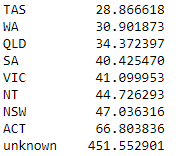 TAS 28.866618
WA 30.901873
QLD 34.372397
SA 40.425470
VIC 41.099953
NT 44.726293
NSW 47.036316
ACT 66.803836
unknown 451.552901